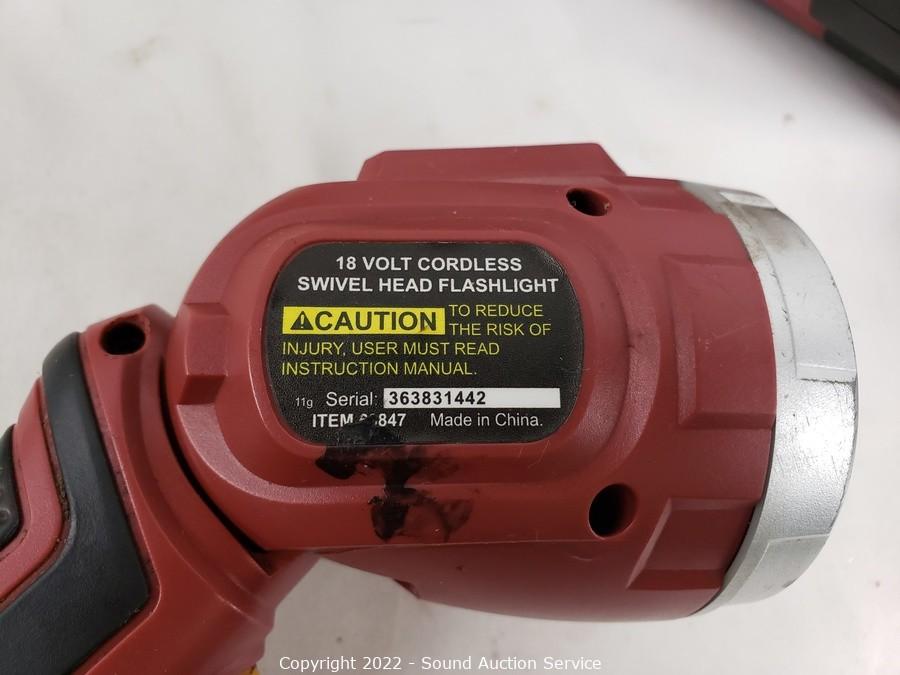 18 VOLT CORDLESS
SWIVEL HEAD FLASHLIGHT
⚠CAUTION TO REDUCE
THE RISK OF
INJURY, USER MUST READ
INSTRUCTION MANUAL.
11g Serial: 363831442
ITEM Made in China.
Copyright 2022 - Sound Auction Service